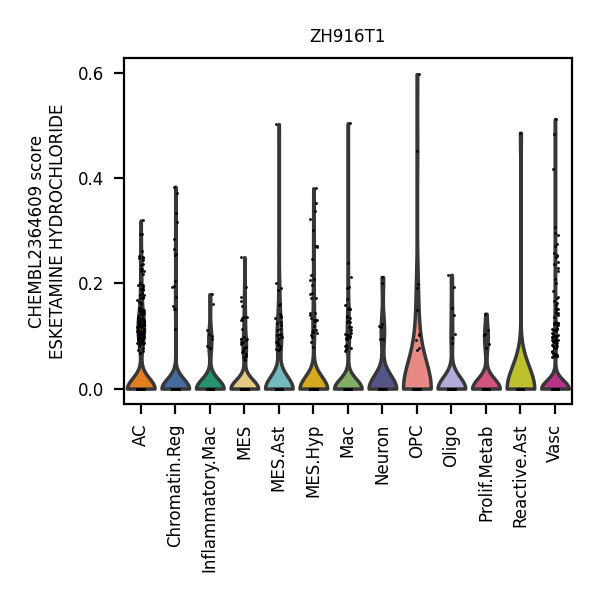 ZH916T1
CHEMBL2364609 score
ESKETAMINE HYDROCHLORIDE
0.6
0.4
0.2
0.0
AC
Chromatin.Reg
Inflammatory.Mac
MES
MES.Ast
MES.Hyp
Mac
Neuron
OPC
Oligo
Prolif.Metab
Reactive.Ast
Vasc